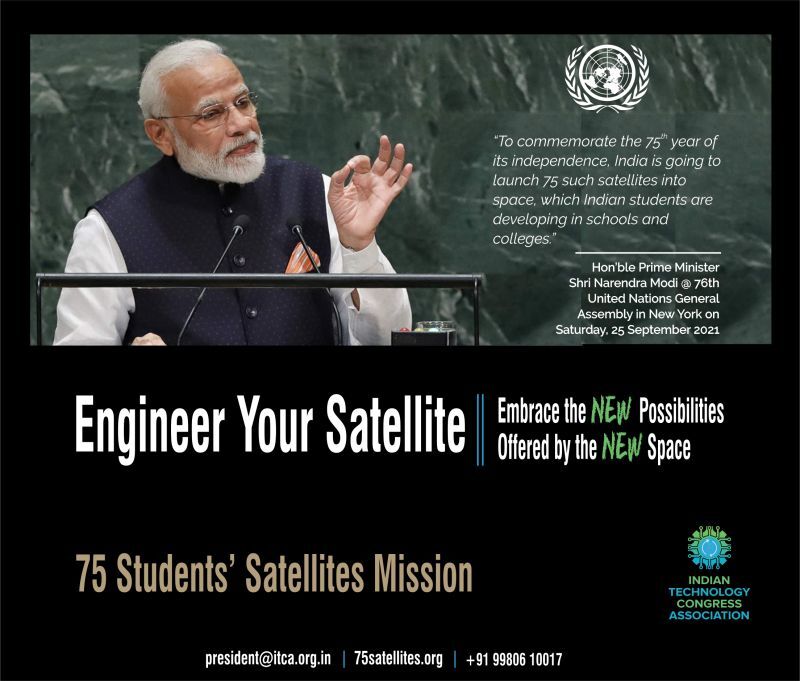 “To commemorate the 75th year of
its independence, India is going to
launch 75 such satellites into
space, which Indian students are
developing in schools and
colleges.”
Hon'ble Prime Minister
Shri Narendra Modi @ 76th
United Nations General
Assembly in New York on
Saturday, 25 September 2021
Engineer Your Satellite
Embrace the NEW Possibilities
Offered by the NEW Space
75 Students’ Satellites Mission
INDIAN
TECHNOLOGY
CONGRESS
ASSOCIATION
president@itca.org.in | 75satellites.org | +91 99806 10017